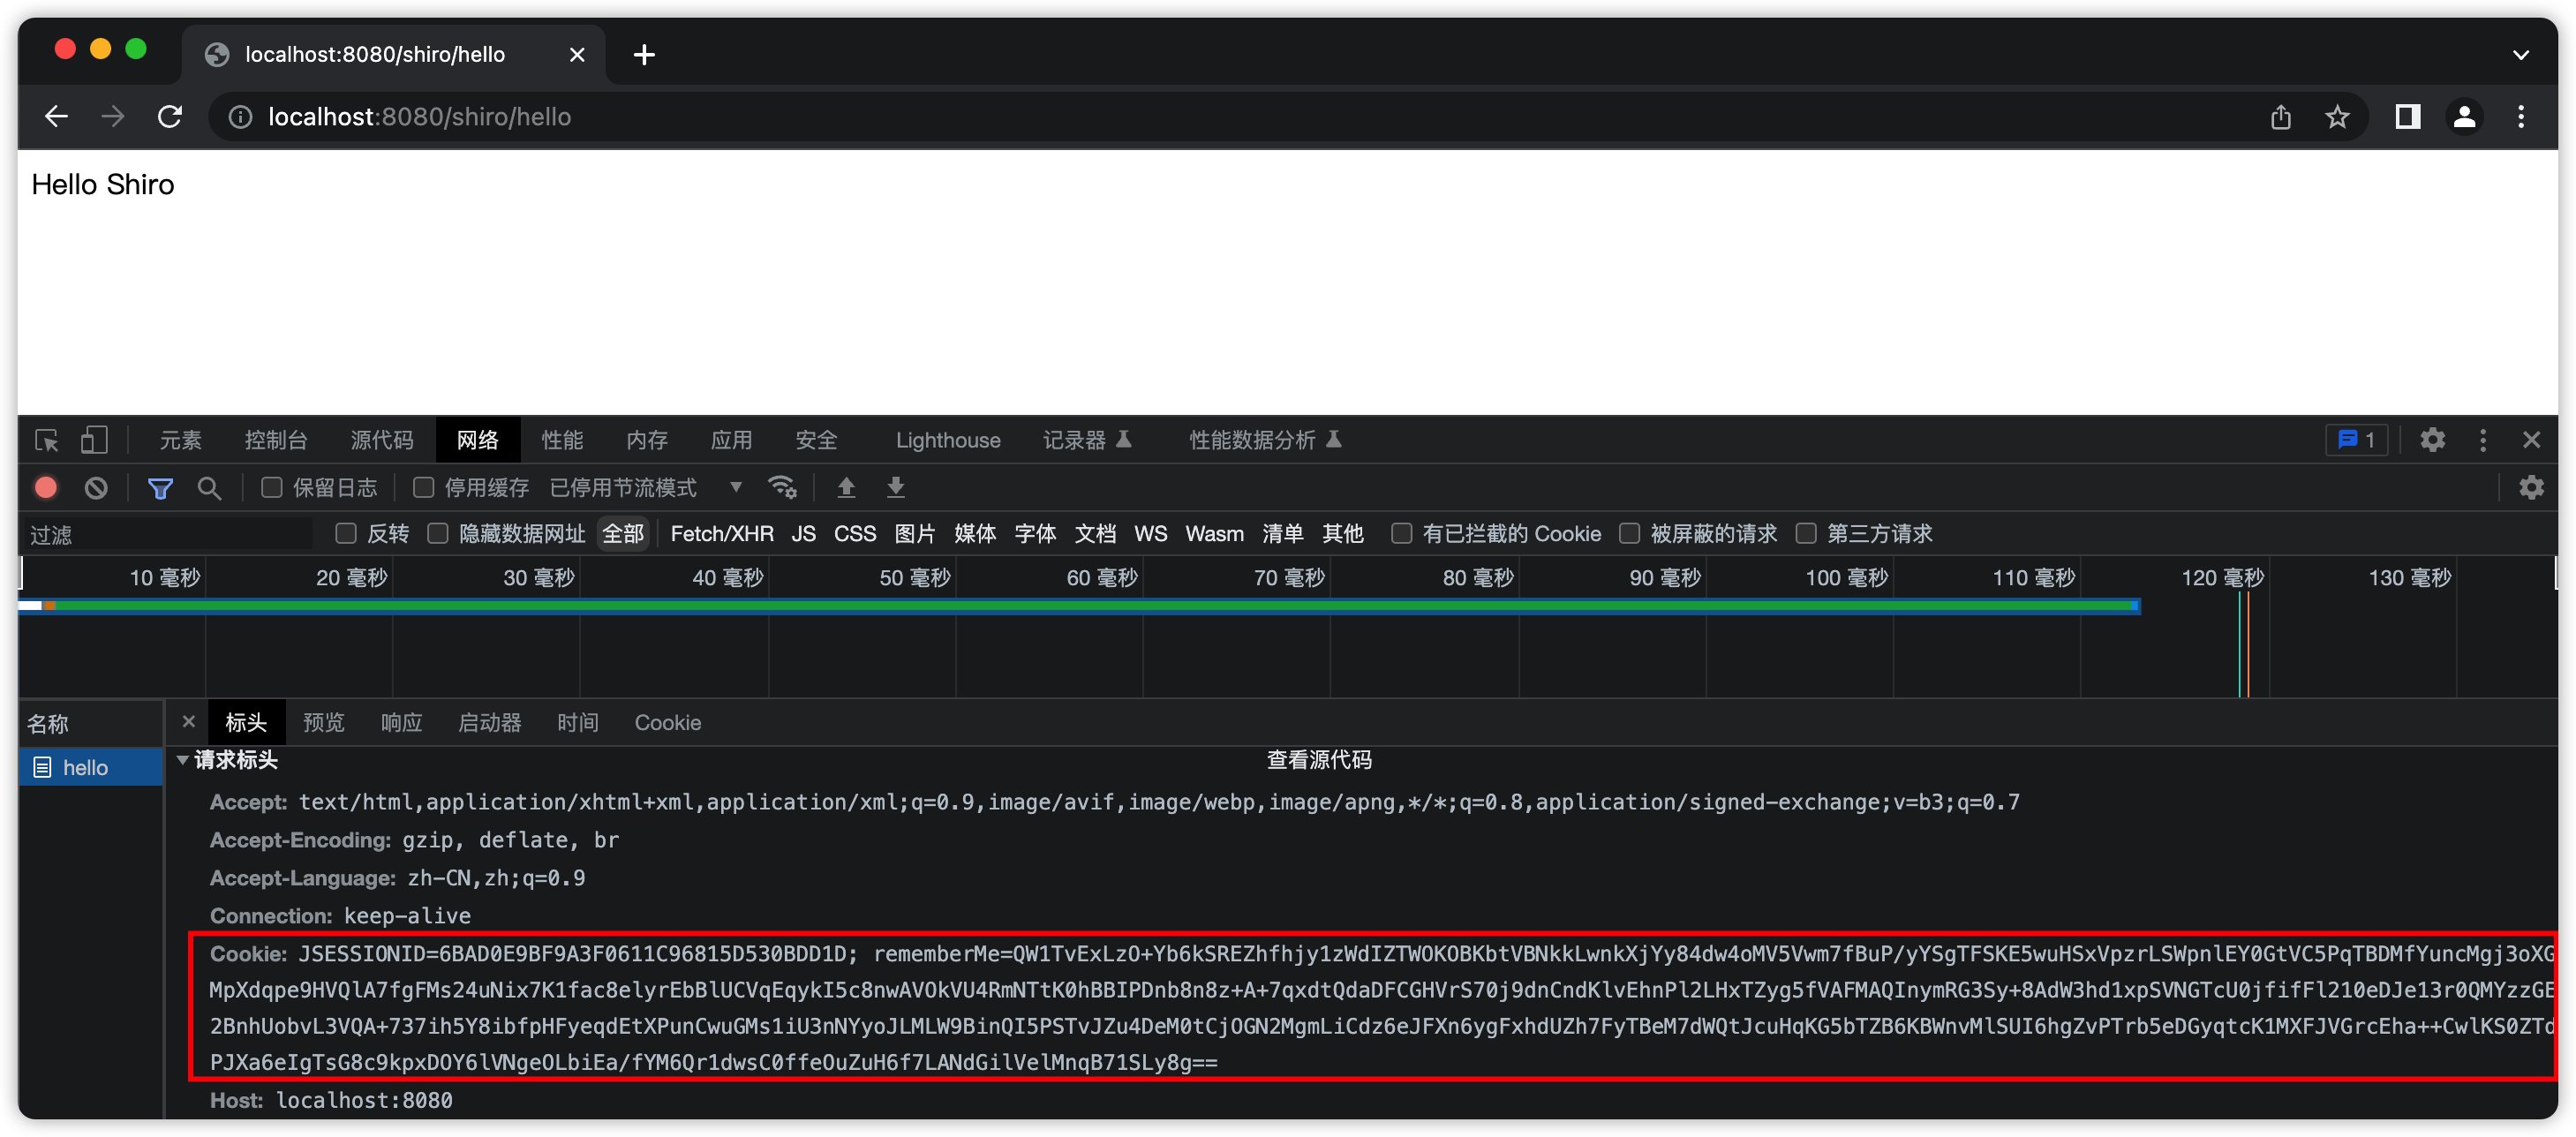 localhost:8080/shiro/hello
localhost:8080/shiro/hello
Hello Shiro
元素 控制台 源代码 网络 性能 内存 应用 安全 Lighthouse 记录器 性能数据分析 1
保留日志 停用缓存 已停用节流模式
过滤 反转 隐藏数据网址 全部 Fetch/XHR JS CSS 图片 媒体 字体 文档 WS Wasm 清单 其他 有已拦截的 Cookie 被屏蔽的请求 第三方请求
10 毫秒 20 毫秒 30 毫秒 40 毫秒 50 毫秒 60 毫秒 70 毫秒 80 毫秒 90 毫秒 100 毫秒 110 毫秒 120 毫秒 130 毫秒
名称 标头 预览 响应 启动器 时间 Cookie
hello
请求标头 查看源代码
Accept: text/html,application/xhtml+xml,application/xml;q=0.9,image/avif,image/webp,image/apng,*/*;q=0.8,application/signed-exchange;v=b3;q=0.7
Accept-Encoding: gzip, deflate, br
Accept-Language: zh-CN,zh;q=0.9
Connection: keep-alive
Cookie: JSESSIONID=6BAD0E9BF9A3F0611C96815D530BDD1D; rememberMe=QW1TvExLzO+Yb6kSREZhfhjy1zWdIZTWOKOBKbtVBNkkLwnkXjYy84dw4oMV5Vwm7fBuP/yYSgTFSKE5wuHSxVpzrLSWpnlEY0GtVC5PqTBDMfYuncMgj3oXG
MpXdqpe9HVQlA7fgFMs24uNix7K1fac8elyrEbBlUCVqEqykI5c8nwAVOkVU4RmNTtK0hBBIPDnb8n8z+A+7qxdtQdaDFCGHVrS70j9dnCndKlvEhnPl2LHxTZyg5fVAFMAQInymRG3Sy+8AdW3hd1xpSVNGTcU0jfifFl210eDJe13r0QMYzzGE
2BnhUobvL3VQA+737ih5Y8ibfpHFyeqdEtXPunCwuGMs1iU3nNYyoJLMLW9BinQI5PSTvJZu4DeM0tCjOGN2MgmLiCdz6eJFXn6ygFxhdUZh7FyTBeM7dWQtJcuHqKG5bTZB6KBWnvMlSUI6hgZvPTrb5eDGyqtcK1MXFJVGrcEha++CwlKS0ZTd
PJXa6eIgTsG8c9kpxDOY6lVNgeOLbiEa/fYM6Qr1dwsC0ffeOuZuH6f7LANdGilVelMnqB71SLy8g==
Host: localhost:8080